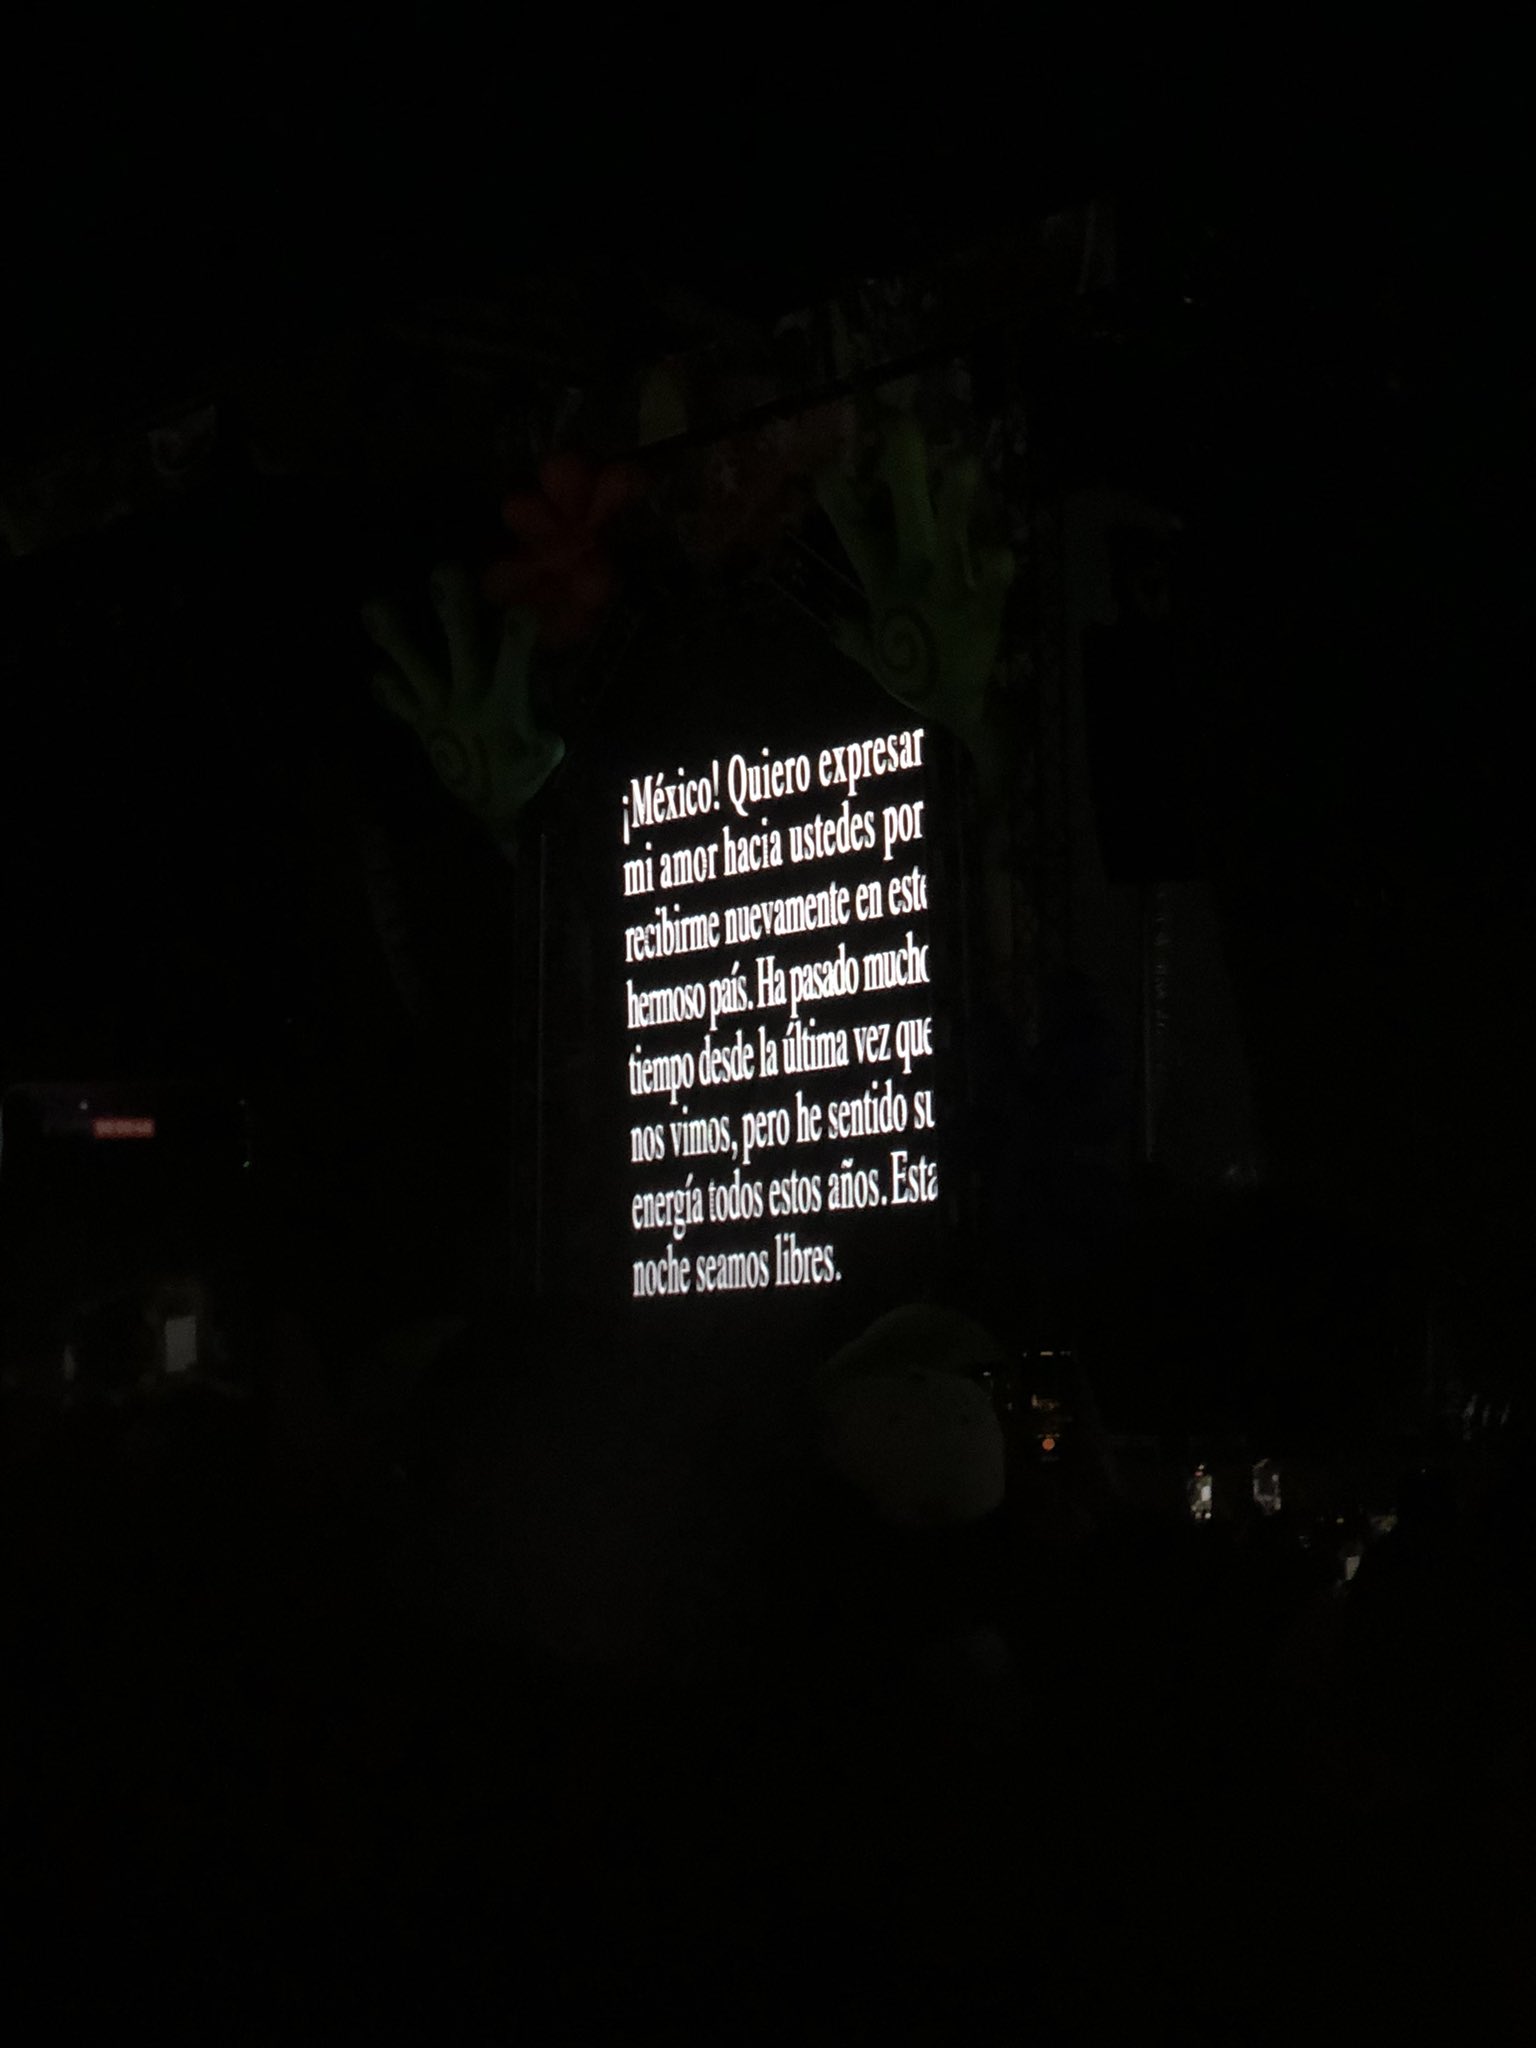 ¡México! Quiero expresar
mi amor hacia ustedes por
recibirme nuevamente en este
hermoso país. Ha pasado mucho
tiempo desde la última vez que
nos vimos, pero he sentido su
energía todos estos años. Esta
noche seamos libres.